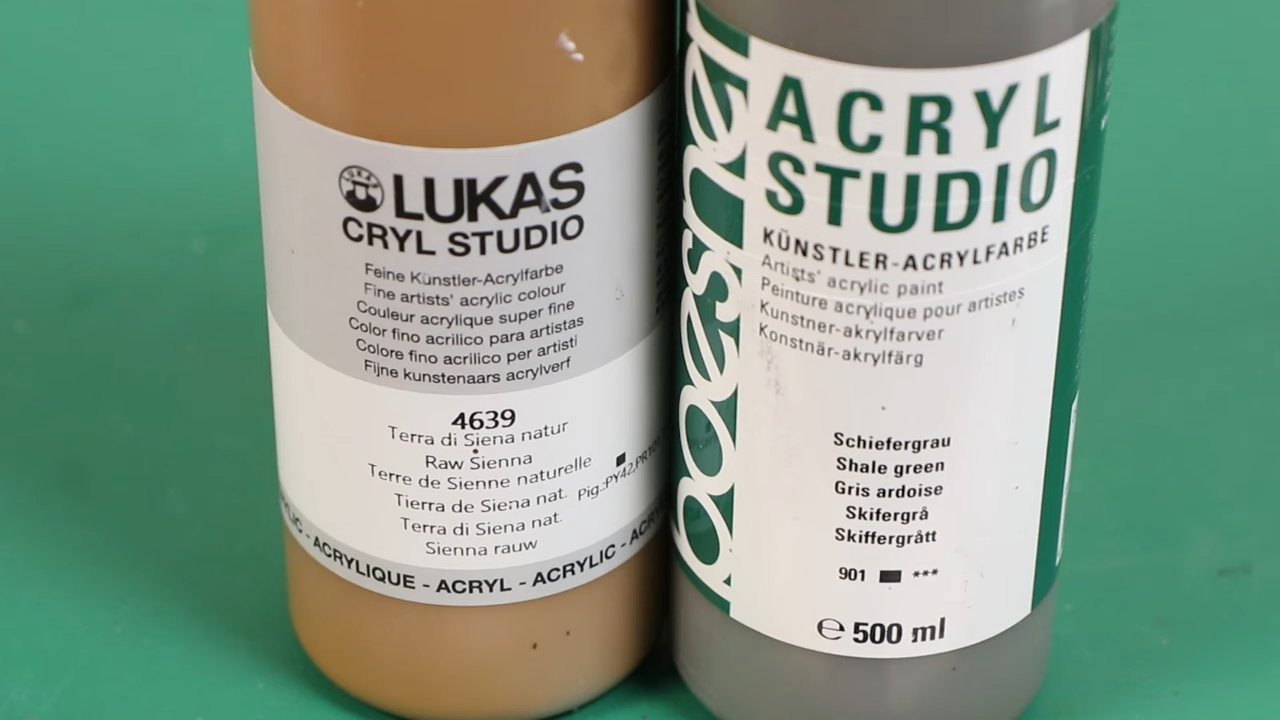 LUKAS
CRYL STUDIO
Feine Künstler-Acrylfarbe
Fine artists' acrylic colour
Couleur acrylique super fine
Color fino acrilico para artistas
Colore fino acrilico per artisti
Fijne kunstenaars acrylverf
4639
Terra di Siena natur
Raw Sienna
Terre de Sienne naturelle
Tierra de Siena nat.
Terra di Siena nat.
Sienna rauw
Pig.:PY42,PR101
- ACRYLIQUE - ACRYL - ACRYLIC -
boesner
ACRYL
STUDIO
KÜNSTLER-ACRYLFARBE
Artists' acrylic paint
Peinture acrylique pour artistes
Kunstner-akrylfarver
Konstnär-akrylfärg
Schiefergrau
Shale green
Gris ardoise
Skifergrå
Skiffergrått
901 ***
℮ 500 ml